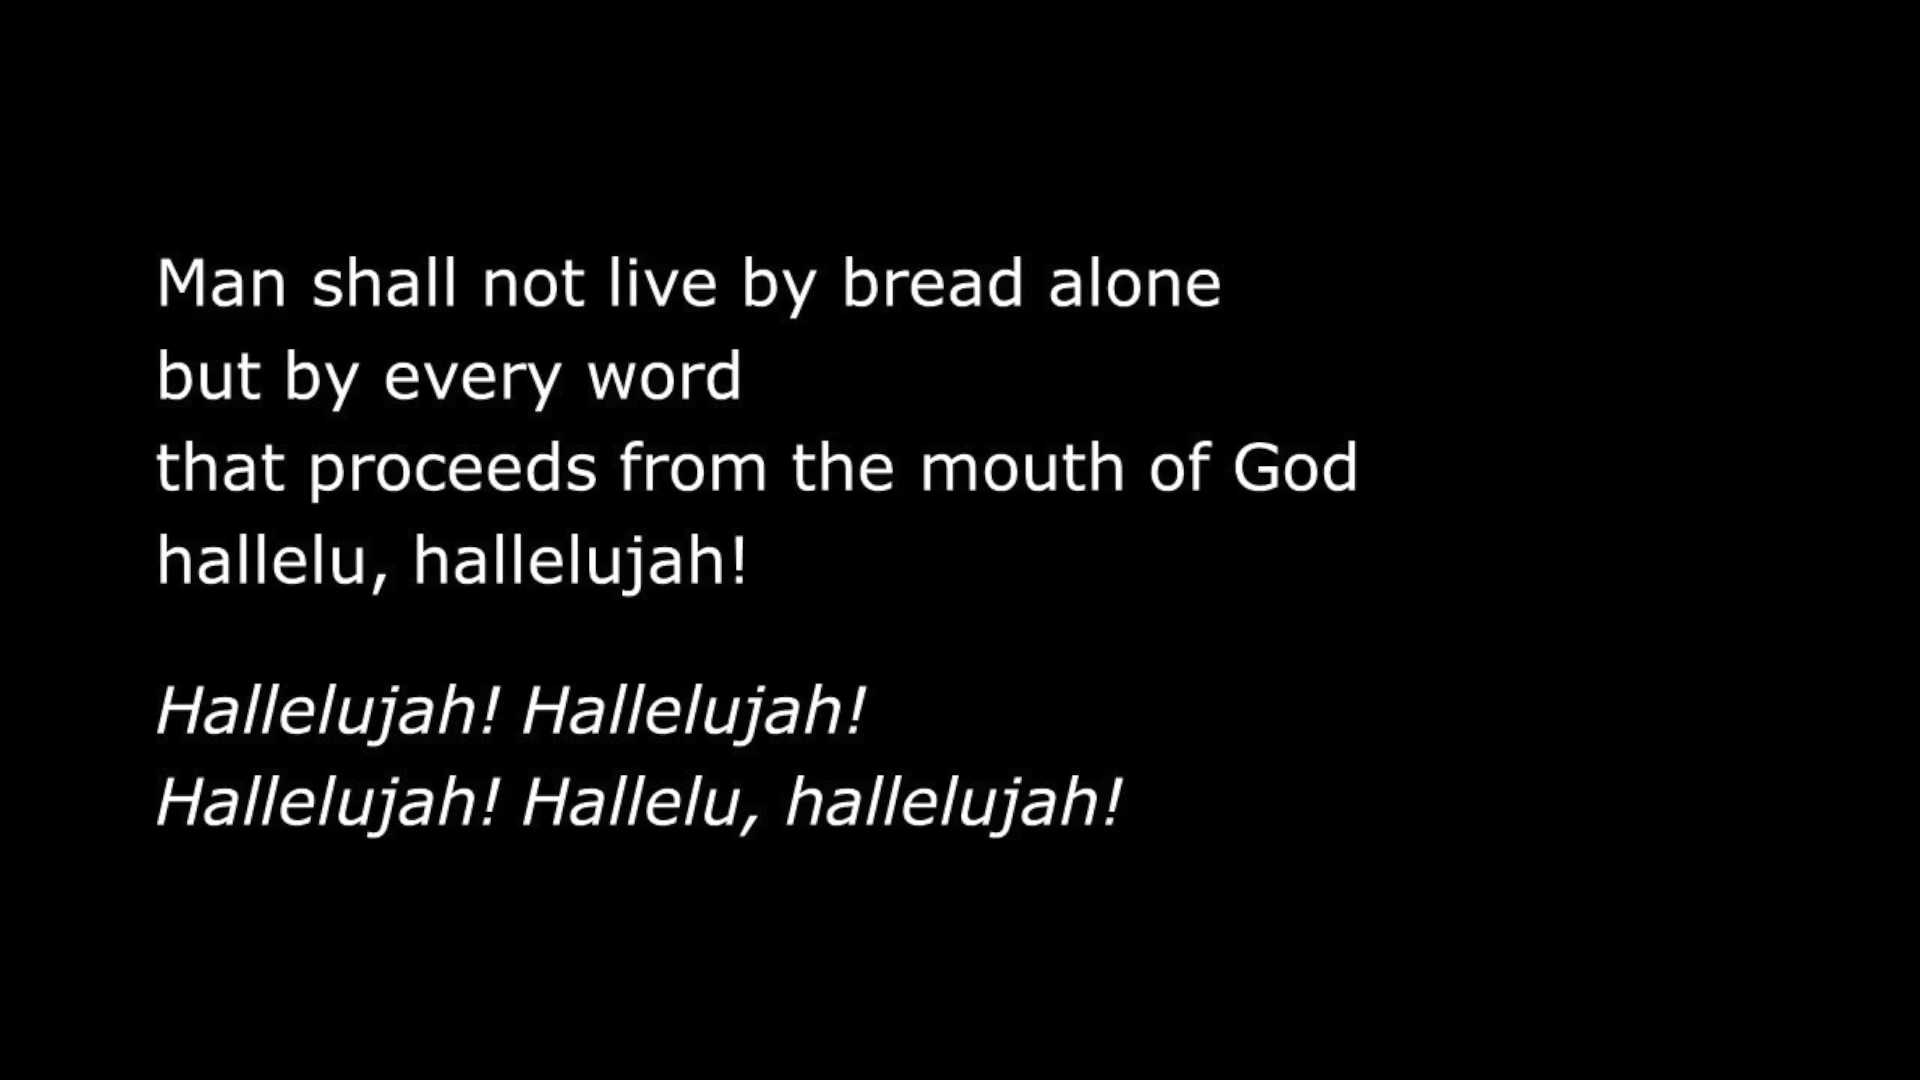 Man shall not live by bread alone
but by every word
that proceeds from the mouth of God
hallelu, hallelujah!
Hallelujah! Hallelujah!
Hallelujah! Hallelu, hallelujah!